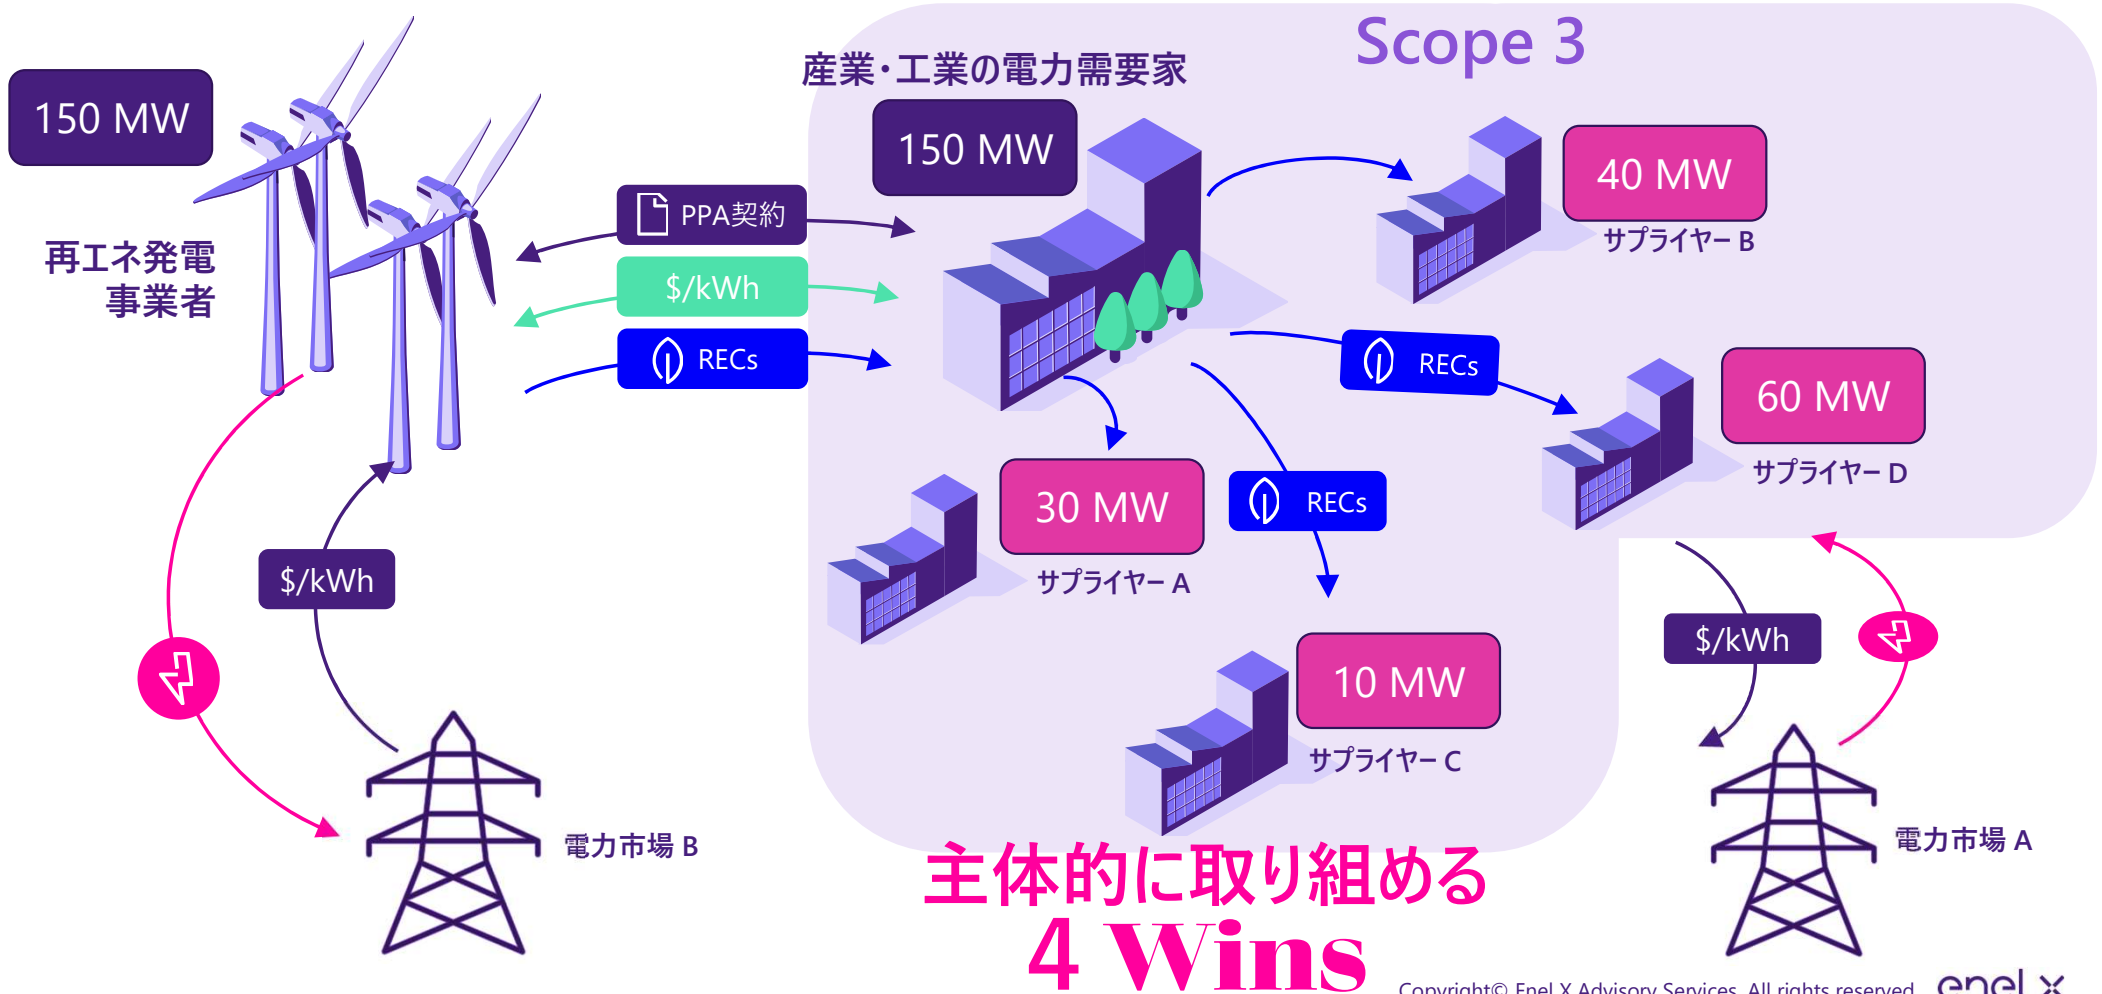 Scope 3
産業・工業の電力需要家
150 MW
150 MW
再エネ発電
事業者
PPA契約
$/kWh
RECs
40 MW
サプライヤー B
RECs
60 MW
サプライヤー D
30 MW
サプライヤー A
RECs
10 MW
サプライヤー C
$/kWh
電力市場 B
$/kWh
電力市場 A
主体的に取り組める
4 Wins
Copyright© Enel X Advisory Services. All rights reserved.
enel x